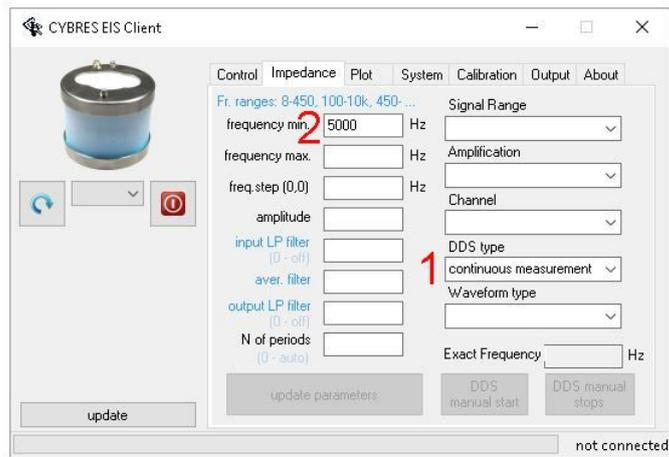 CYBRES EIS Client
Control Impedance Plot System Calibration Output About
Fr. ranges: 8-450, 100-10k, 450- ...
frequency min. 2 5000 Hz
frequency max. Hz
freq.step (0,0) Hz
amplitude
input LP filter
(0 - off)
aver. filter
output LP filter
(0 - off)
N of periods
(0 - auto)
update parameters
Signal Range
Amplification
Channel
DDS type
1 continuous measurement
Waveform type
Exact Frequency Hz
DDS
manual start
DDS manual
stops
update
not connected